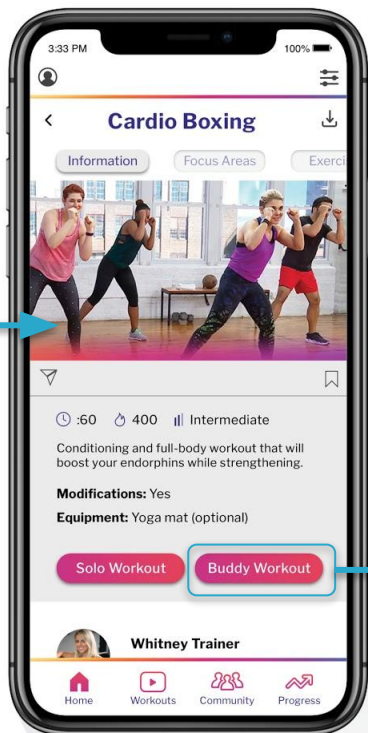 3:33 PM
100%
Cardio Boxing
Information
Focus Areas
Exerci
:60
400
Intermediate
Conditioning and full-body workout that will
boost your endorphins while strengthening.
Modifications: Yes
Equipment: Yoga mat (optional)
Solo Workout
Buddy Workout
Whitney Trainer
Home
Workouts
Community
Progress